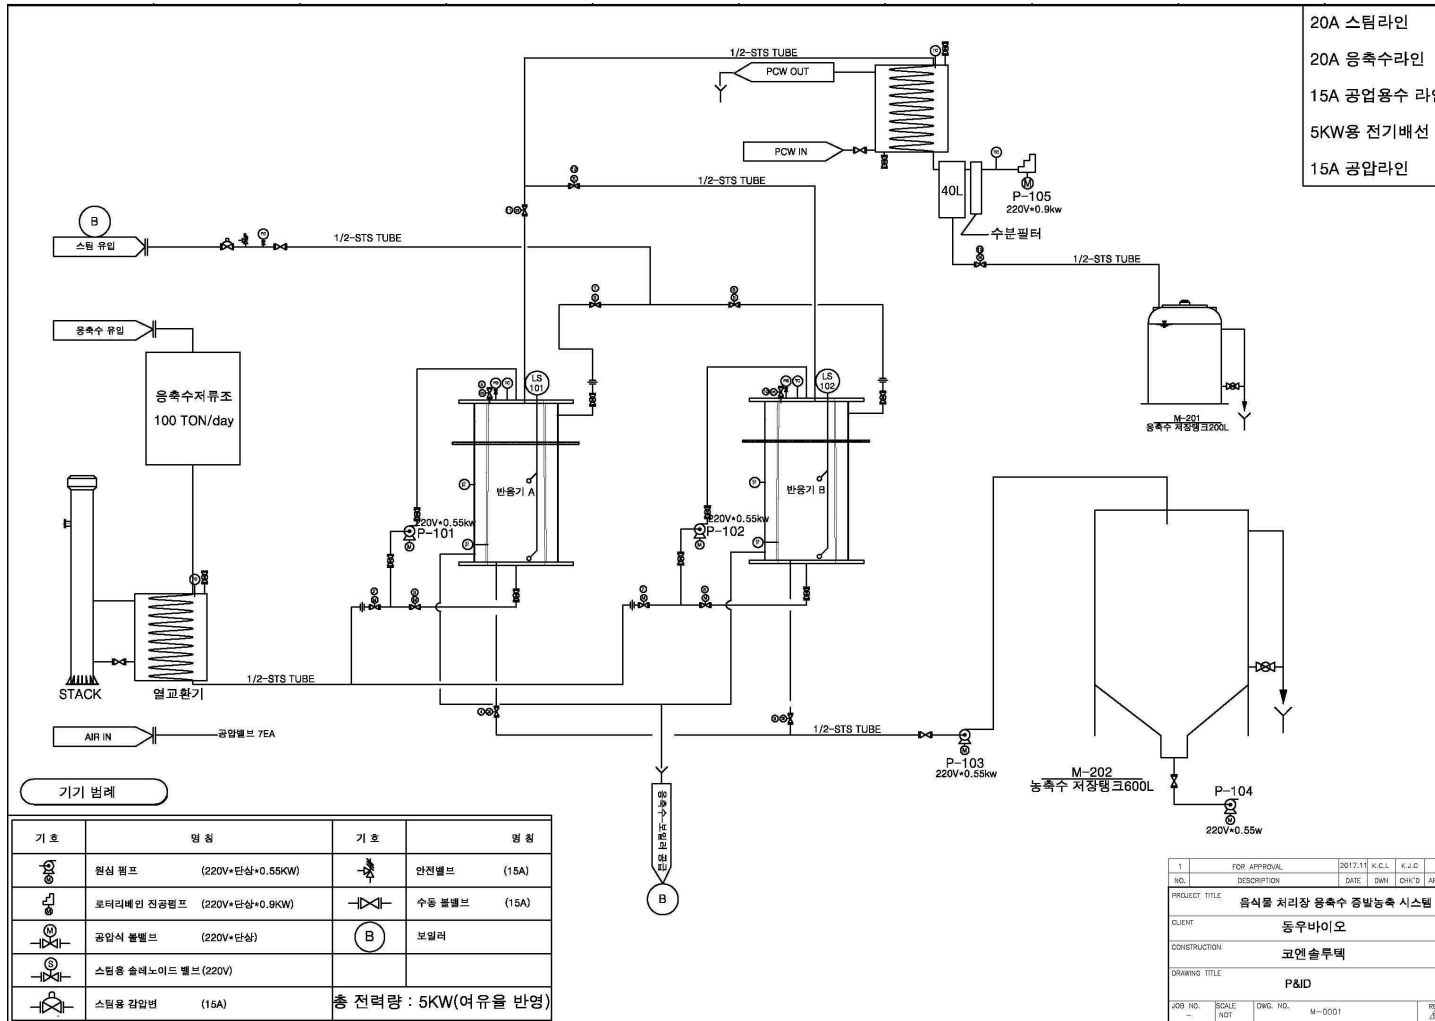 20A 스팀라인
20A 응축수라인
15A 공업용수 라인
5KW용 전기배선
15A 공압라인
1/2-STS TUBE
PCW OUT
PCW IN
TG
40L
P-105
220V*0.9kw
수분필터
1/2-STS TUBE
1/2-STS TUBE
B
스팀 유입
PG
1/2-STS TUBE
응축수 유입
응축수저류조
100 TON/day
LS
101
LS
102
반응기 A
반응기 B
220V*0.55kw
P-101
220V*0.55kw
P-102
M-201
응축수 저장탱크200L
STACK
열교환기
1/2-STS TUBE
AIR IN
공압밸브 7EA
1/2-STS TUBE
P-103
220V*0.55kw
M-202
농축수 저장탱크600L
P-104
220V*0.55w
응축수-보일러 공급
B
기기 범례
기 호 명 칭 기 호 명 칭
원심 펌프 (220V*단상*0.55KW) 안전밸브 (15A)
로터리베인 진공펌프 (220V*단상*0.9KW) 수동 볼밸브 (15A)
M 공압식 볼밸브 (220V*단상) B 보일러
S 스팀용 솔레노이드 밸브(220V)
스팀용 감압변 (15A) 총 전력량 : 5KW(여유율 반영)
1 FOR APPROVAL 2017.11 K.C.L K.J.C
NO. DESCRIPTION DATE DWN CHK'D
PROJECT TITLE 음식물 처리장 응축수 증발농축 시스템
CLIENT 동우바이오
CONSTRUCTION 코엔솔루텍
DRAWING TITLE
P&ID
JOB NO. - SCALE NOT DWG. NO. M-0001